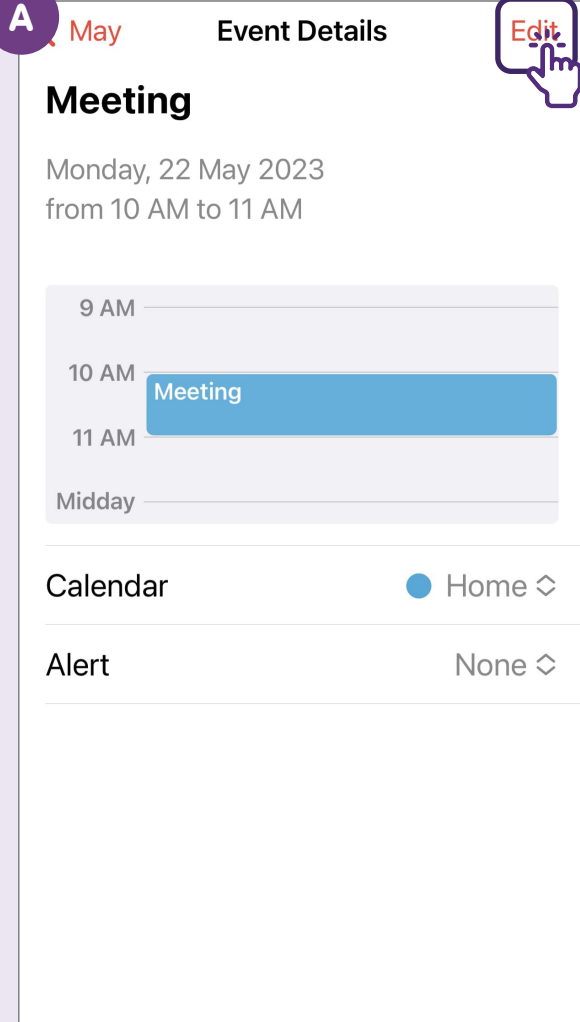 A
May
Event Details
Edit
Meeting
Monday, 22 May 2023
from 10 AM to 11 AM
9 AM
10 AM
Meeting
11 AM
Midday
Calendar
Home
Alert
None